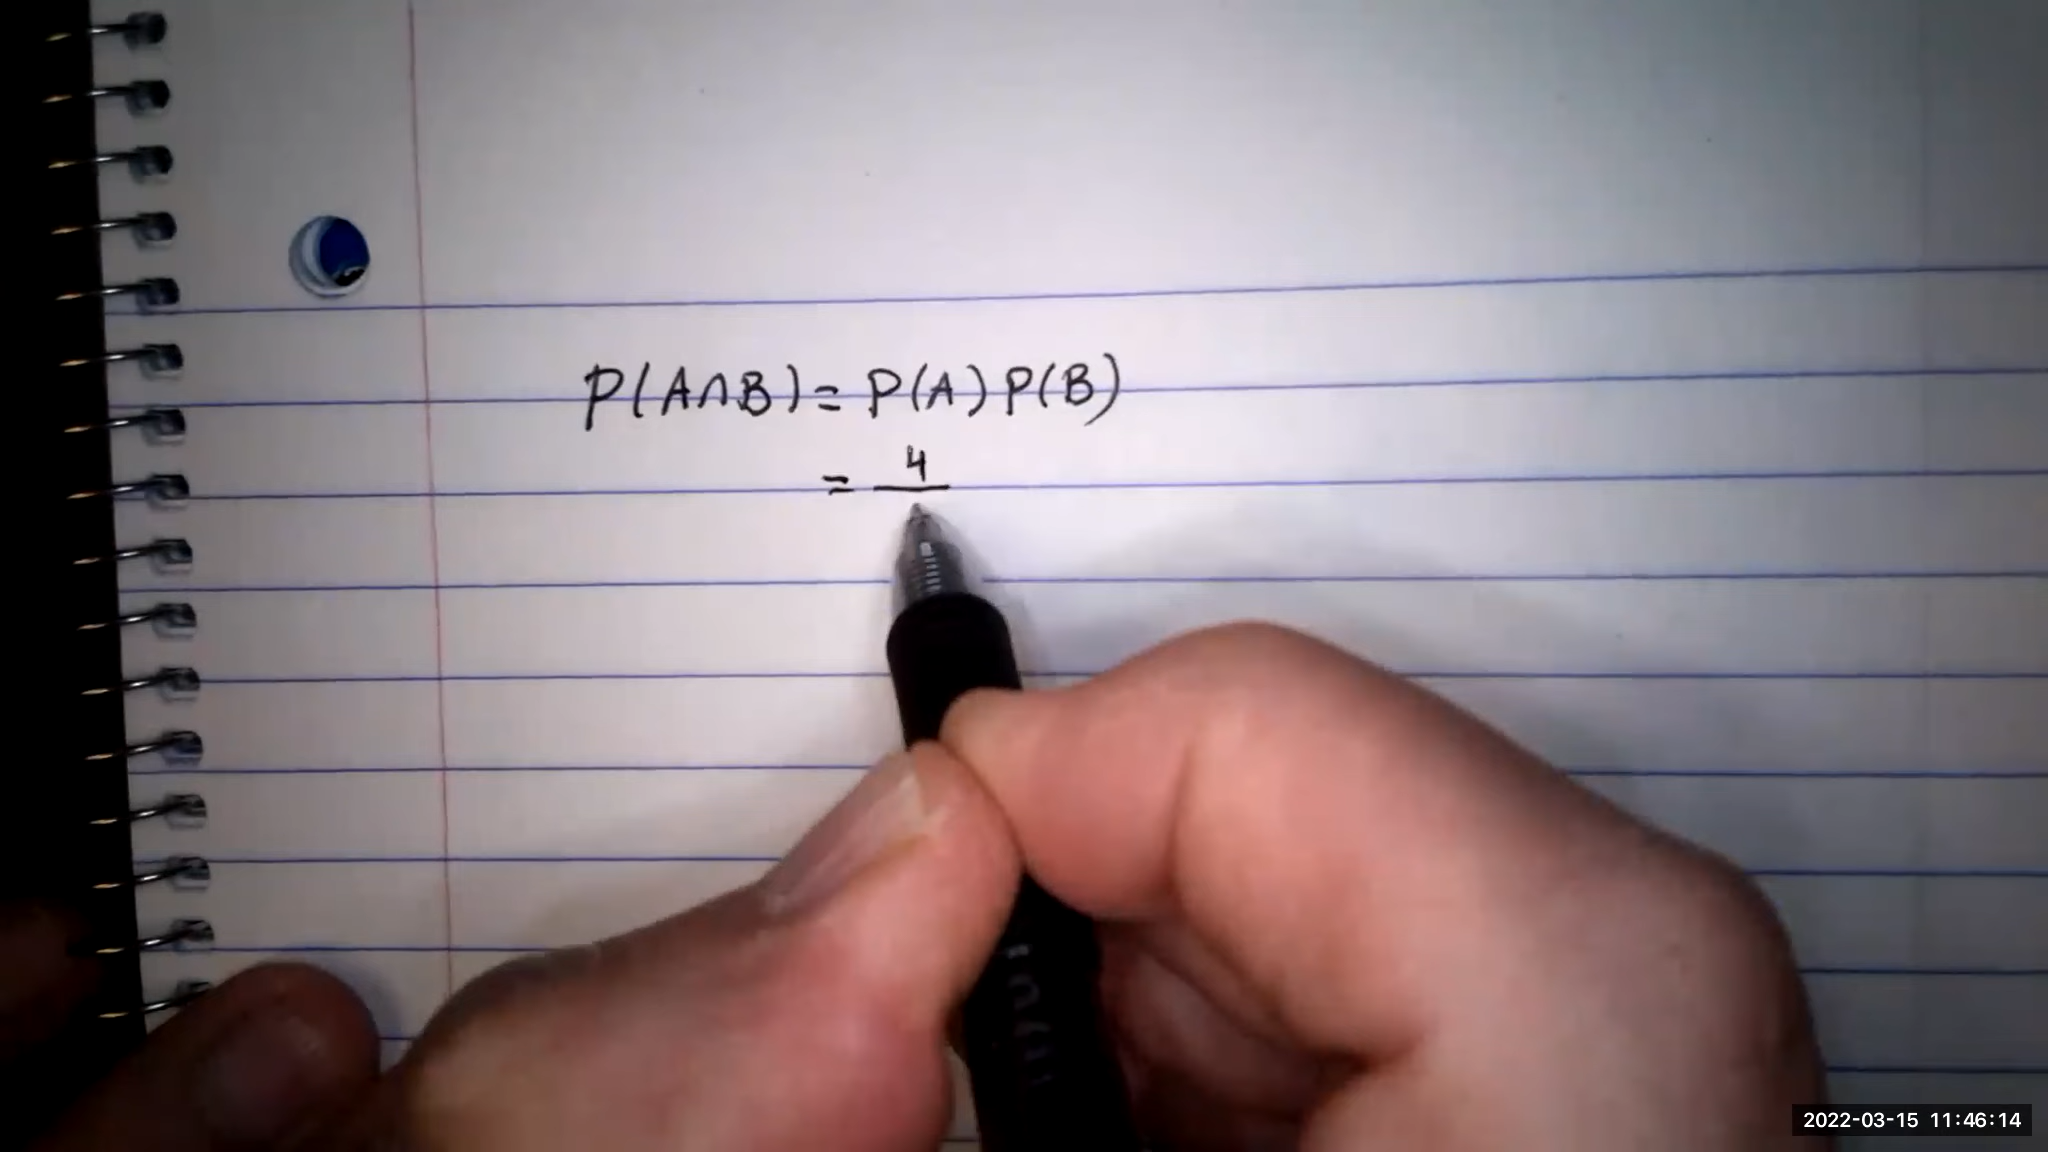 P(A∩B) = P(A) P(B)
= 4/
2022-03-15 11:46:14